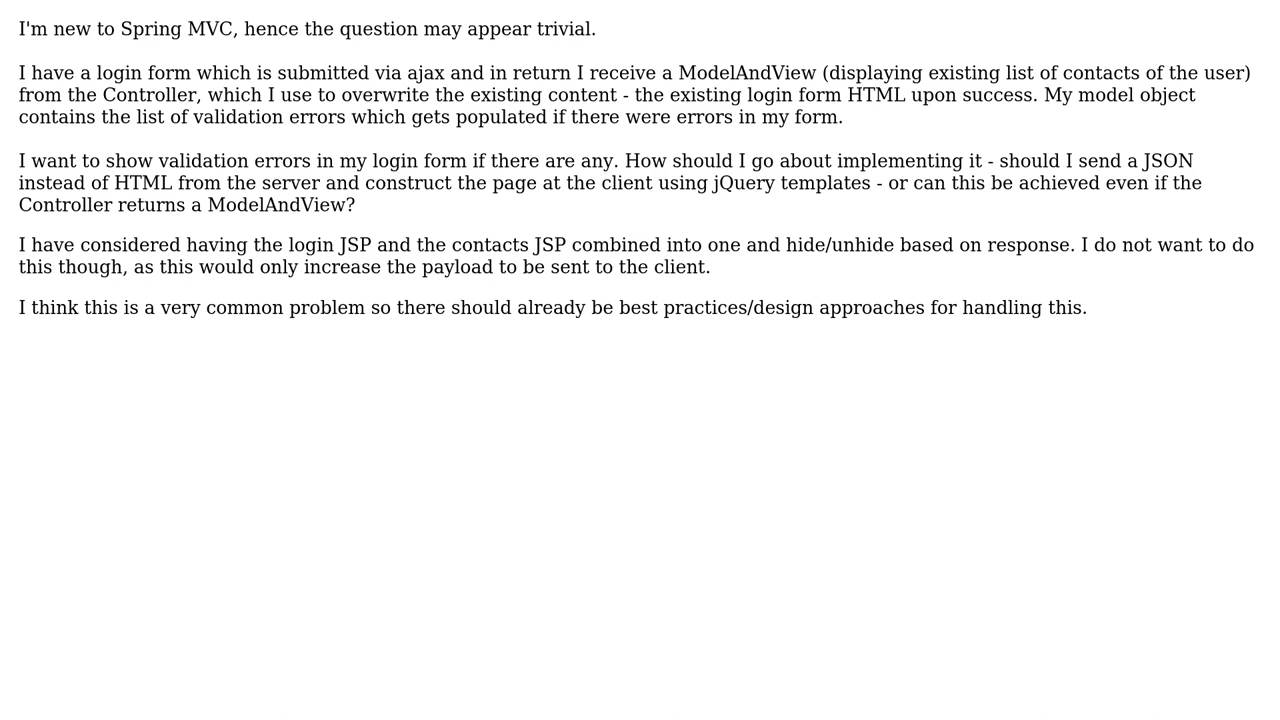 I'm new to Spring MVC, hence the question may appear trivial.
I have a login form which is submitted via ajax and in return I receive a ModelAndView (displaying existing list of contacts of the user)
from the Controller, which I use to overwrite the existing content - the existing login form HTML upon success. My model object
contains the list of validation errors which gets populated if there were errors in my form.
I want to show validation errors in my login form if there are any. How should I go about implementing it - should I send a JSON
instead of HTML from the server and construct the page at the client using jQuery templates - or can this be achieved even if the
Controller returns a ModelAndView?
I have considered having the login JSP and the contacts JSP combined into one and hide/unhide based on response. I do not want to do
this though, as this would only increase the payload to be sent to the client.
I think this is a very common problem so there should already be best practices/design approaches for handling this.